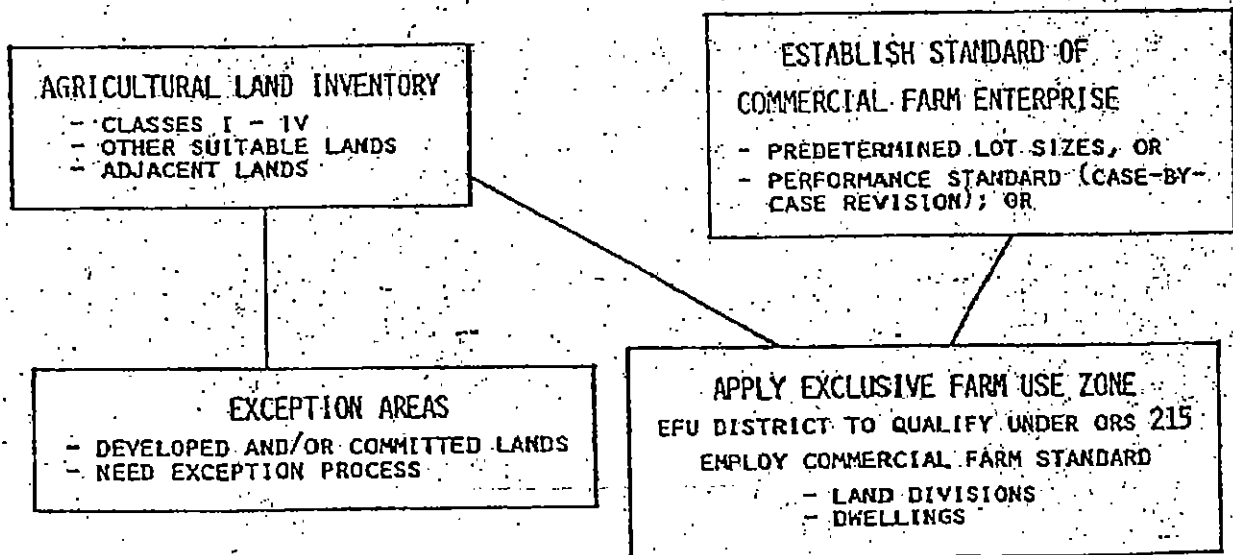 AGRICULTURAL LAND INVENTORY
- CLASSES I - IV
- OTHER SUITABLE LANDS
- ADJACENT LANDS
ESTABLISH STANDARD OF
COMMERCIAL FARM ENTERPRISE
- PREDETERMINED LOT SIZES, OR
- PERFORMANCE STANDARD (CASE-BY-
CASE REVISION); OR
EXCEPTION AREAS
- DEVELOPED AND/OR COMMITTED LANDS
- NEED EXCEPTION PROCESS
APPLY EXCLUSIVE FARM USE ZONE
EFU DISTRICT TO QUALIFY UNDER ORS 215
EMPLOY COMMERCIAL FARM STANDARD
- LAND DIVISIONS
- DWELLINGS